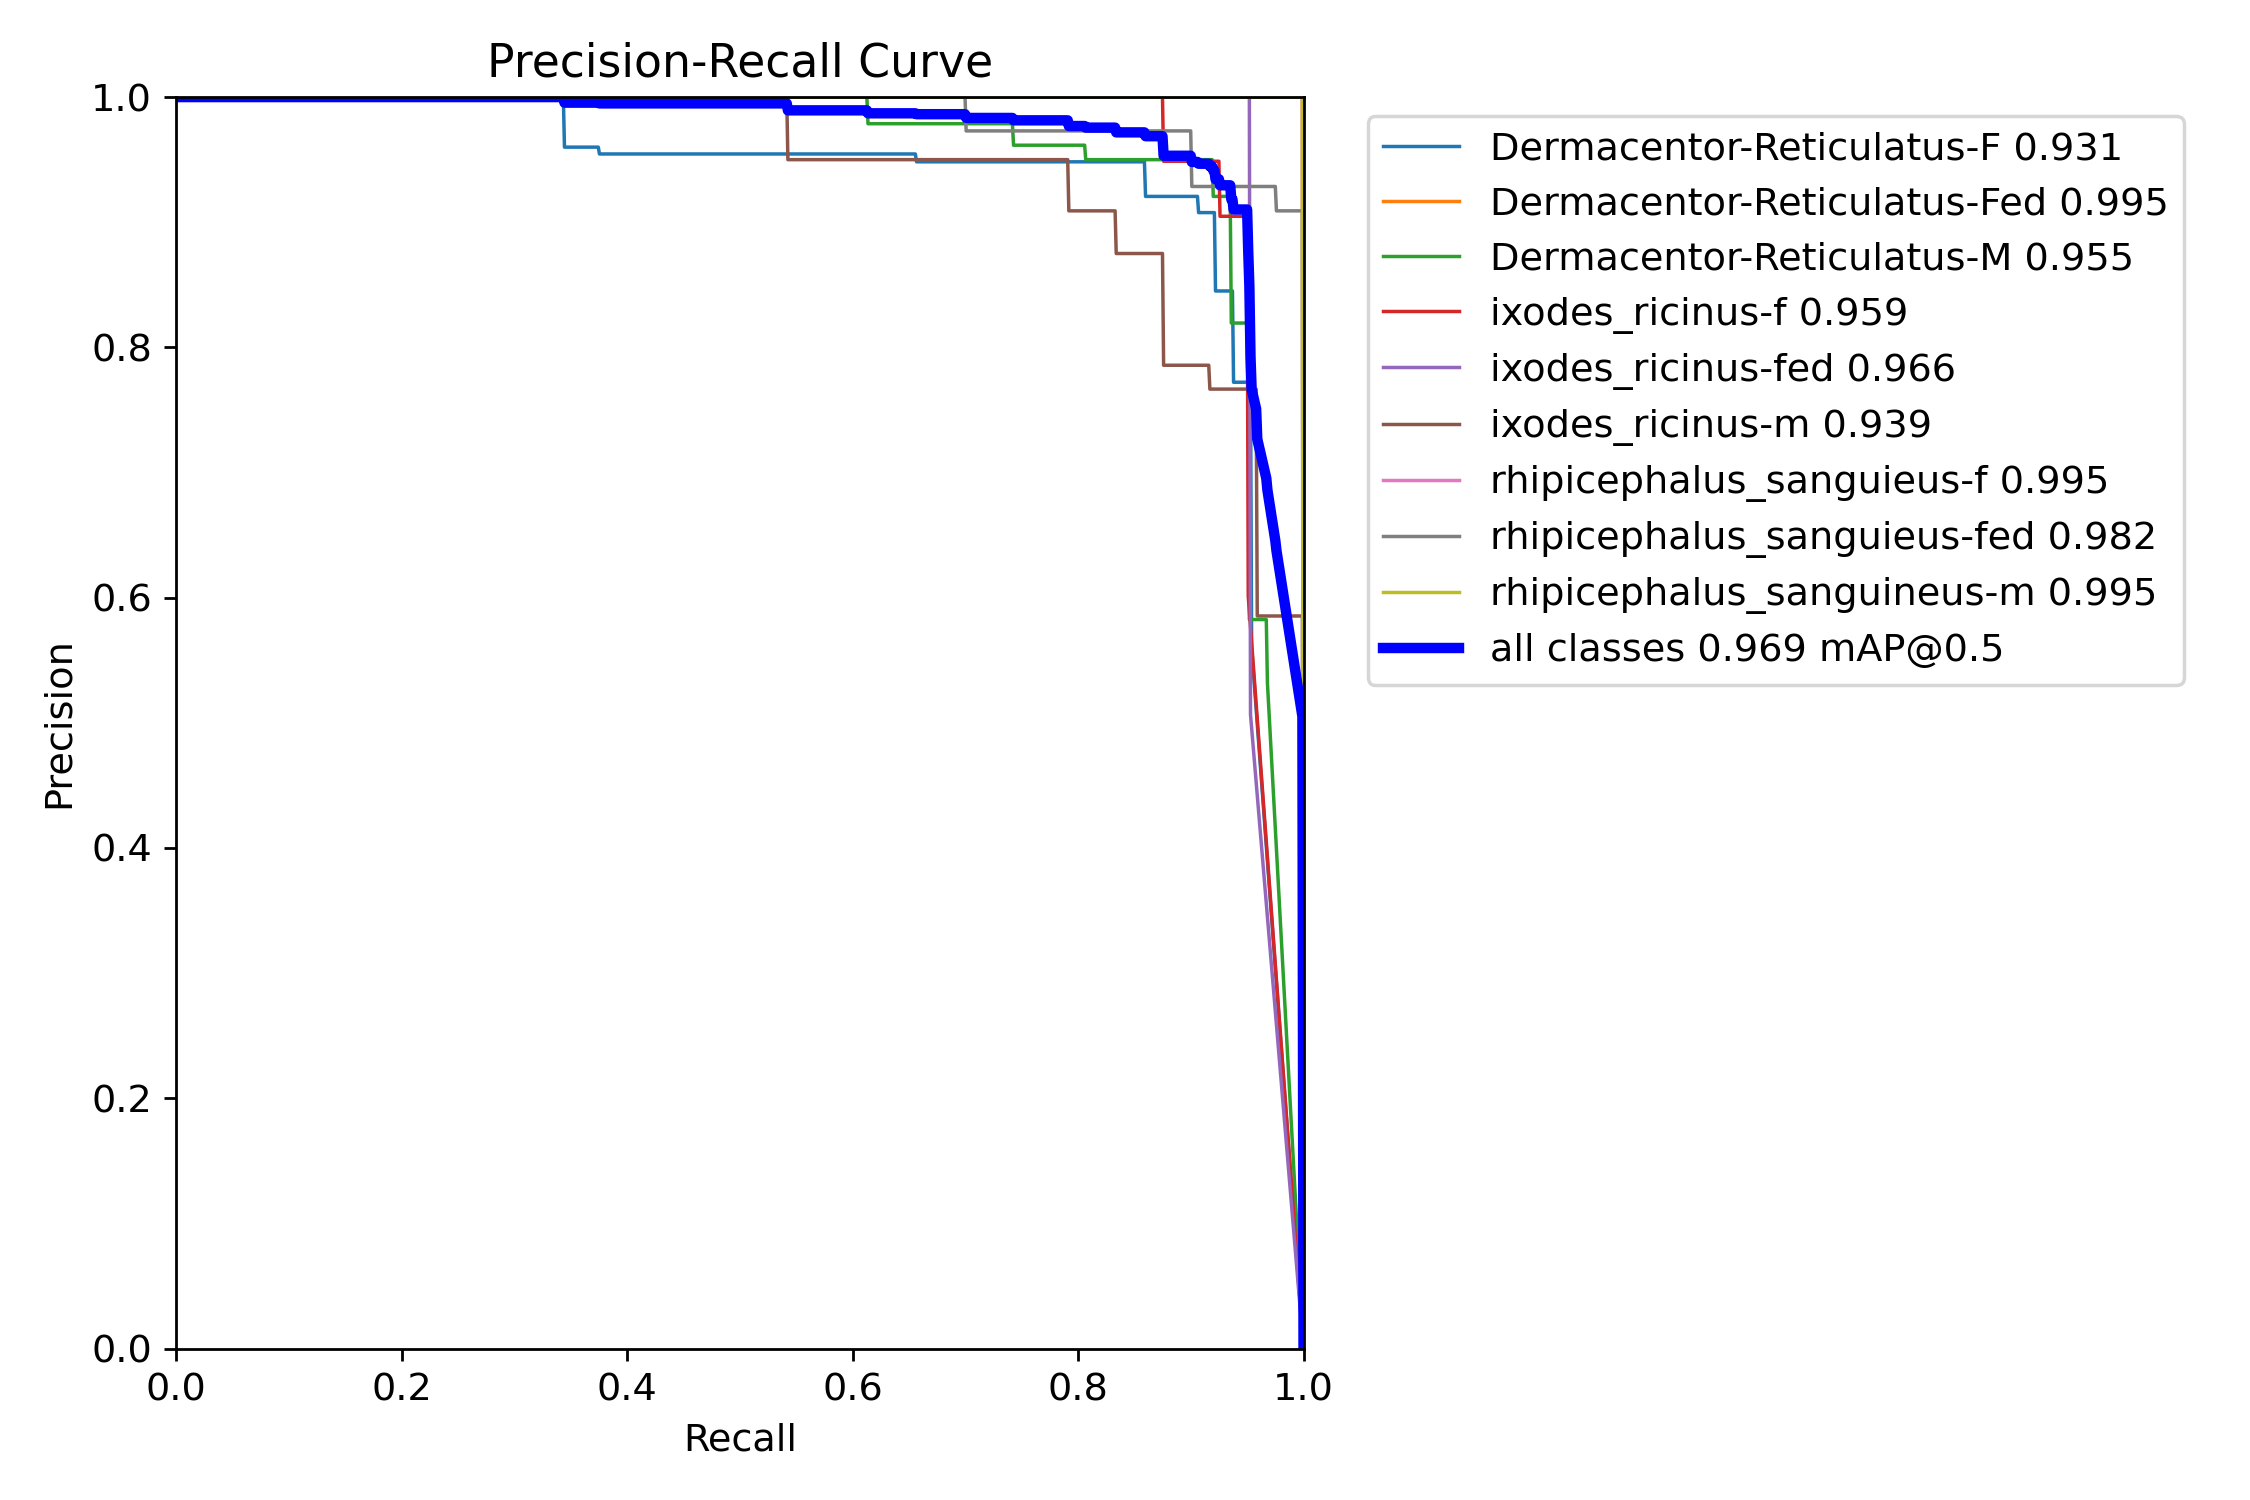 Precision-Recall Curve
1.0
0.8
0.6
0.4
0.2
0.0
Precision
0.0 0.2 0.4 0.6 0.8 1.0
Recall
Dermacentor-Reticulatus-F 0.931
Dermacentor-Reticulatus-Fed 0.995
Dermacentor-Reticulatus-M 0.955
ixodes_ricinus-f 0.959
ixodes_ricinus-fed 0.966
ixodes_ricinus-m 0.939
rhipicephalus_sanguieus-f 0.995
rhipicephalus_sanguieus-fed 0.982
rhipicephalus_sanguineus-m 0.995
all classes 0.969 mAP@0.5